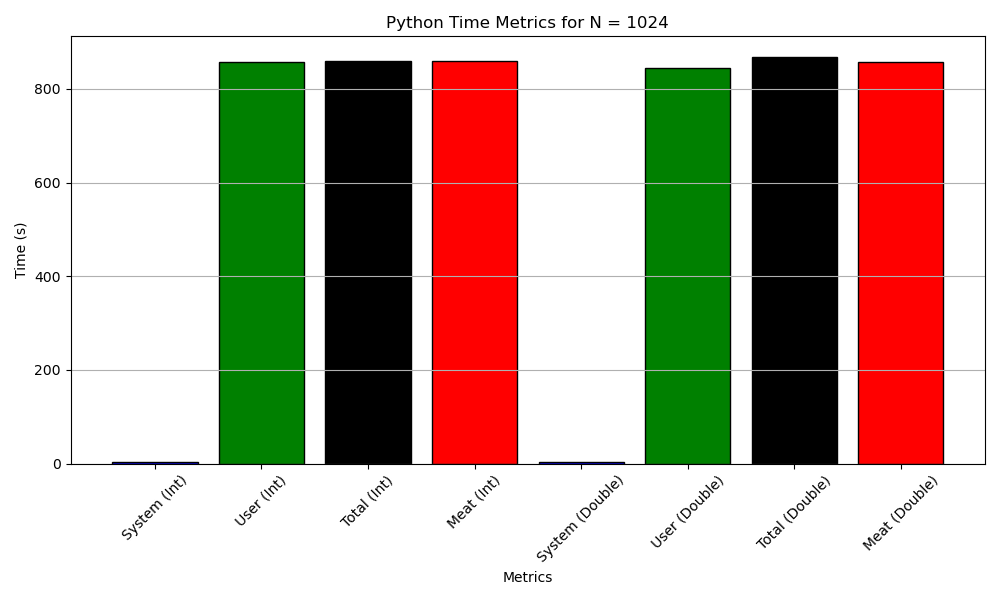 Python Time Metrics for N = 1024
Time (s)
800
600
400
200
0
System (Int)
User (Int)
Total (Int)
Meat (Int)
System (Double)
User (Double)
Total (Double)
Meat (Double)
Metrics